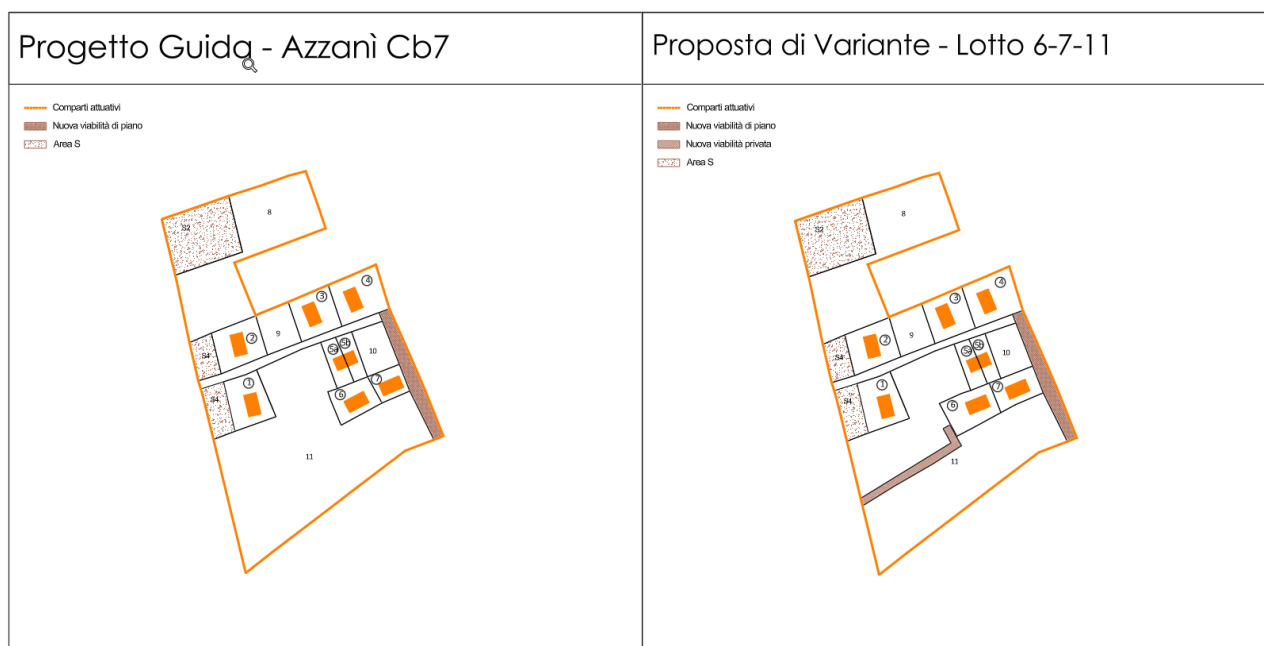 Progetto Guida - Azzanì Cb7
Comparti attuativi
Nuova viabilità di piano
Area S
8
S2
4
3
2
9
5a
5b
10
S4
1
7
S4
6
11
Proposta di Variante - Lotto 6-7-11
Comparti attuativi
Nuova viabilità di piano
Nuova viabilità privata
Area S
8
S2
4
3
2
9
5a
5b
10
S4
1
7
S4
6
11